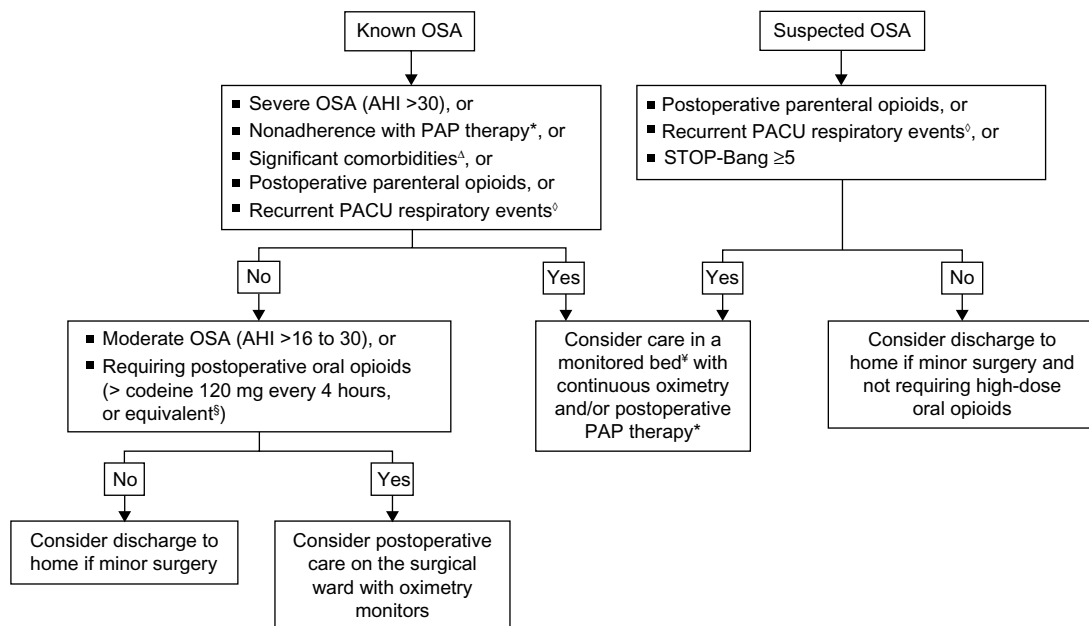 Known OSA
Suspected OSA
▪ Severe OSA (AHI >30), or
▪ Nonadherence with PAP therapy*, or
▪ Significant comorbidities^Δ, or
▪ Postoperative parenteral opioids, or
▪ Recurrent PACU respiratory events^◊
▪ Postoperative parenteral opioids, or
▪ Recurrent PACU respiratory events^◊, or
▪ STOP-Bang ≥5
No
Yes
Yes
No
▪ Moderate OSA (AHI >16 to 30), or
▪ Requiring postoperative oral opioids
(> codeine 120 mg every 4 hours,
or equivalent^§)
Consider care in a
monitored bed^¥ with
continuous oximetry
and/or postoperative
PAP therapy*
Consider discharge to
home if minor surgery and
not requiring high-dose
oral opioids
No
Yes
Consider discharge to
home if minor surgery
Consider postoperative
care on the surgical
ward with oximetry
monitors